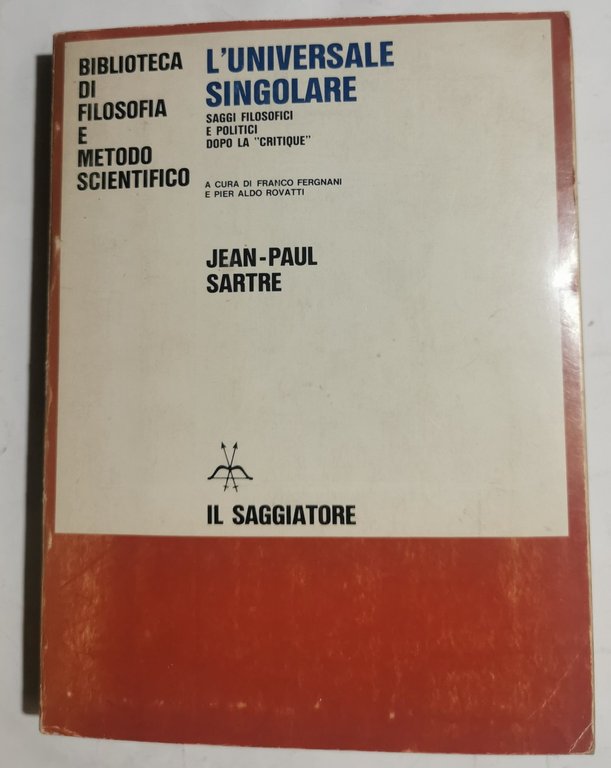 BIBLIOTECA
DI
FILOSOFIA
E
METODO
SCIENTIFICO
L'UNIVERSALE
SINGOLARE
SAGGI FILOSOFICI
E POLITICI
DOPO LA "CRITIQUE"
A CURA DI FRANCO FERGNANI
E PIER ALDO ROVATTI
JEAN-PAUL
SARTRE
IL SAGGIATORE